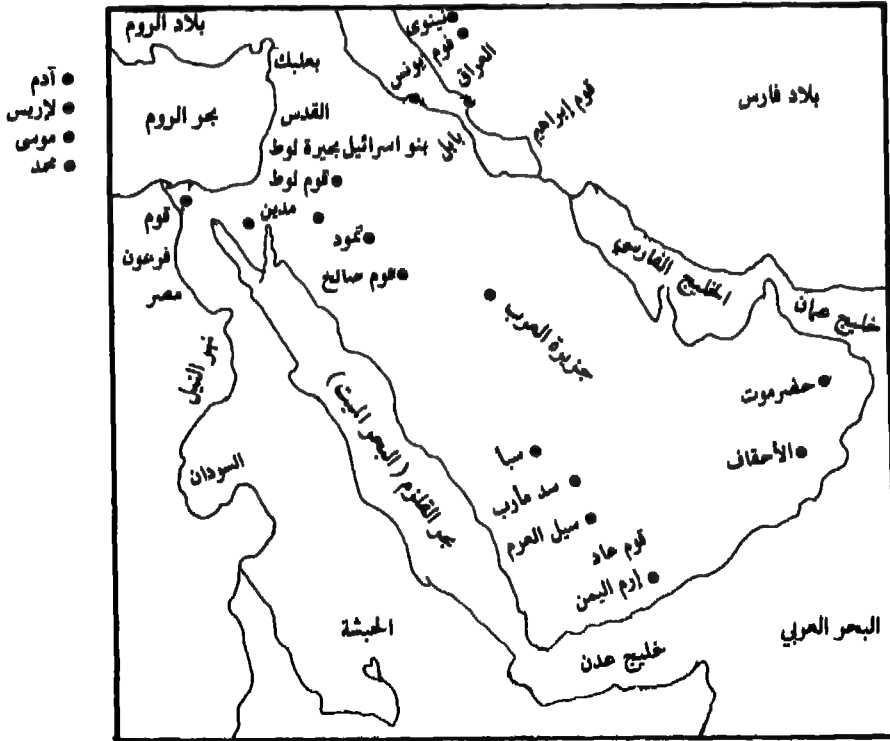 بلاد الروم
نينوى
قوم يونس
العراق
بعلبك
بلاد فارس
آدم
لإريس
موسى
محمد
بحر الروم
القدس
بنو اسرائيل بحيرة لوط
بابل
قوم إبراهيم
قوم لوط
مدين
قوم
فرعون
مصر
ثمود
قوم صالح
الخليج الفارسي
خليج عمان
جزيرة العرب
نهر النيل
بحر القلزم (البحر الميت)
حضرموت
السودان
سبأ
الأحقاف
سد مأرب
سيل العرم
قوم عاد
إرم اليمن
الحبشة
خليج عدن
البحر العربي